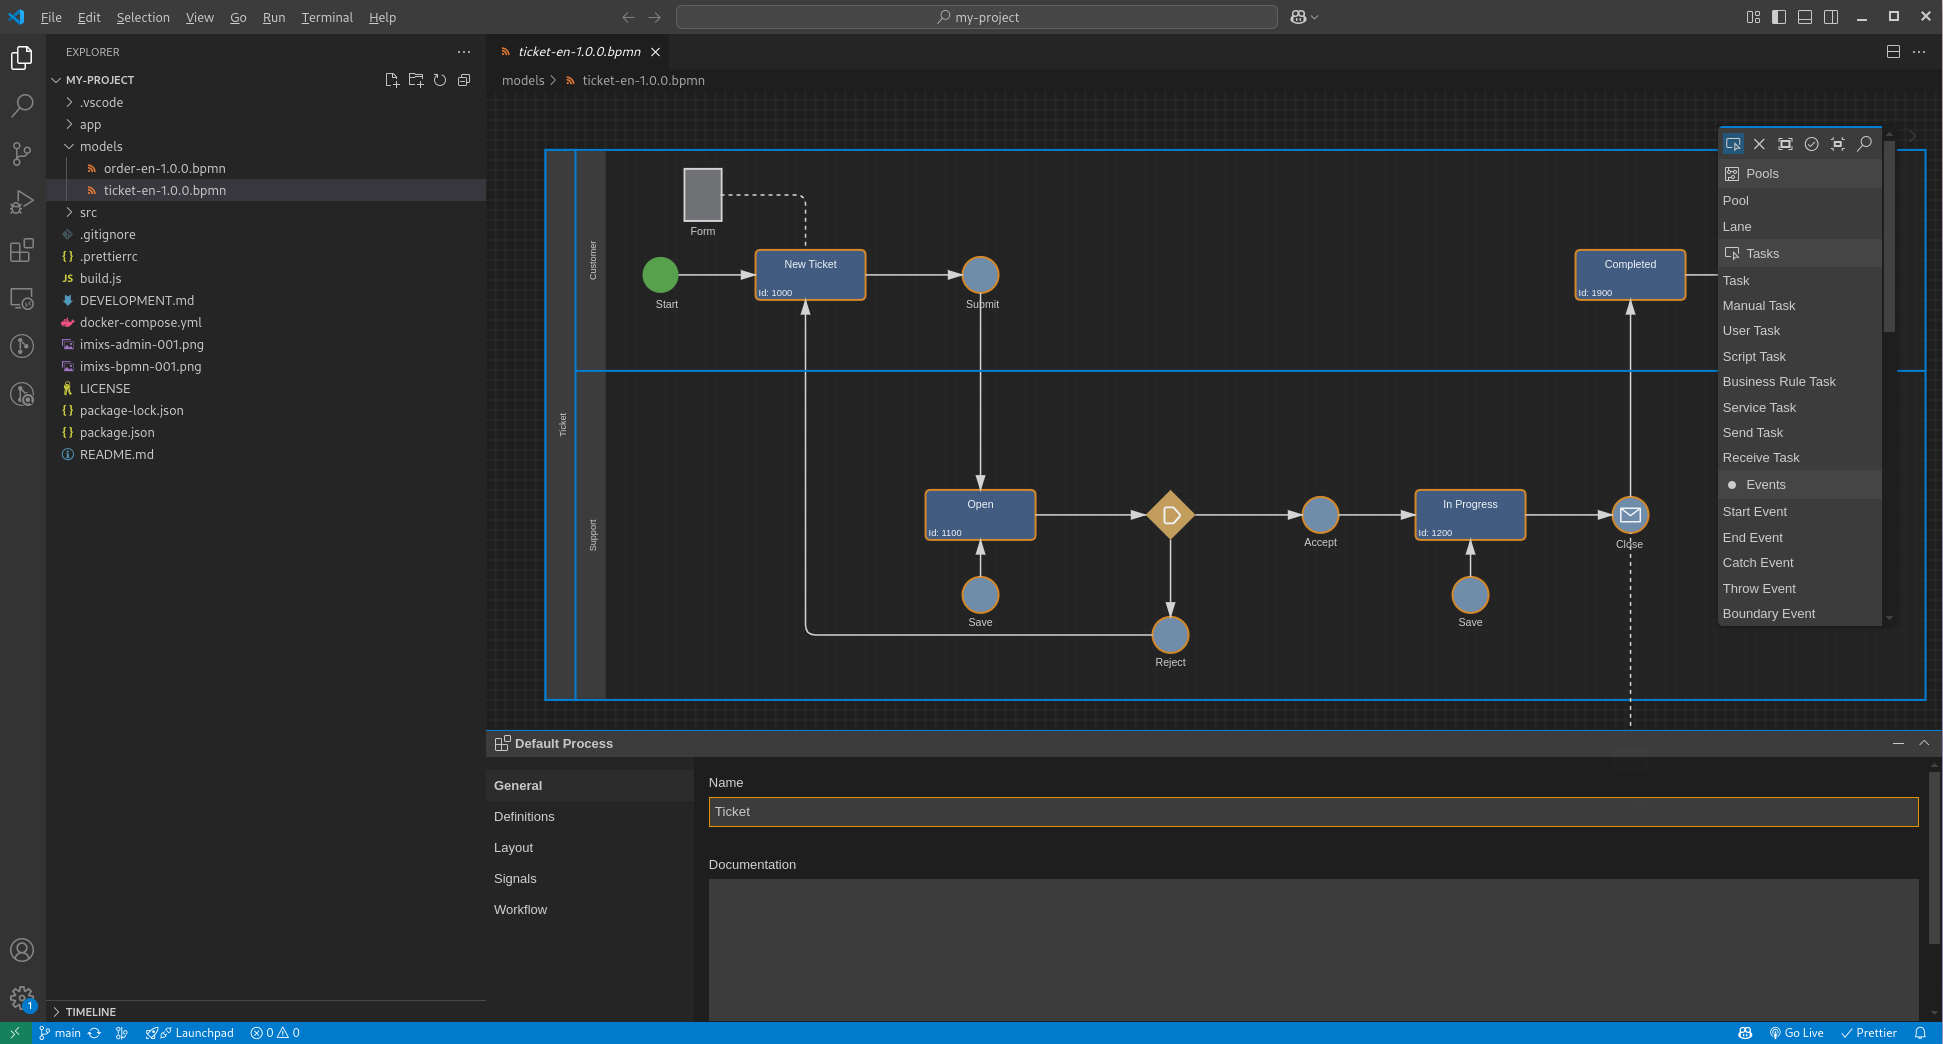 File Edit Selection View Go Run Terminal Help
my-project
EXPLORER
MY-PROJECT
.vscode
app
models
order-en-1.0.0.bpmn
ticket-en-1.0.0.bpmn
src
.gitignore
{} .prettierrc
JS build.js
DEVELOPMENT.md
docker-compose.yml
imixs-admin-001.png
imixs-bpmn-001.png
LICENSE
{} package-lock.json
{} package.json
README.md
TIMELINE
ticket-en-1.0.0.bpmn
models > ticket-en-1.0.0.bpmn
Ticket
Customer
Support
Form
Start
New Ticket
Id: 1000
Submit
Completed
Id: 1900
Open
Id: 1100
Save
Reject
Accept
In Progress
Id: 1200
Save
Close
Pools
Pool
Lane
Tasks
Task
Manual Task
User Task
Script Task
Business Rule Task
Service Task
Send Task
Receive Task
Events
Start Event
End Event
Catch Event
Throw Event
Boundary Event
Default Process
General
Definitions
Layout
Signals
Workflow
Name
Ticket
Documentation
1
main Launchpad 0 0 Go Live Prettier